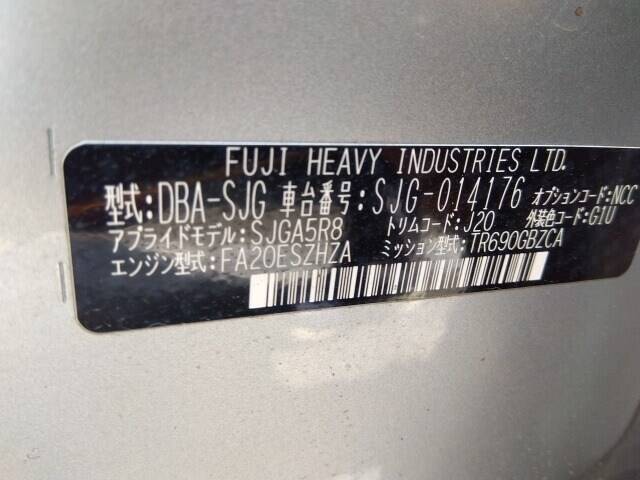 FUJI HEAVY INDUSTRIES LTD.
型式:DBA-SJG 車台番号:SJG-014176 オプションコード:NCC
アプライドモデル:SJGA5R8 トリムコード:J20 外装色コード:G1U
エンジン型式:FA20ESZHZA ミッション型式:TR690GBZCA